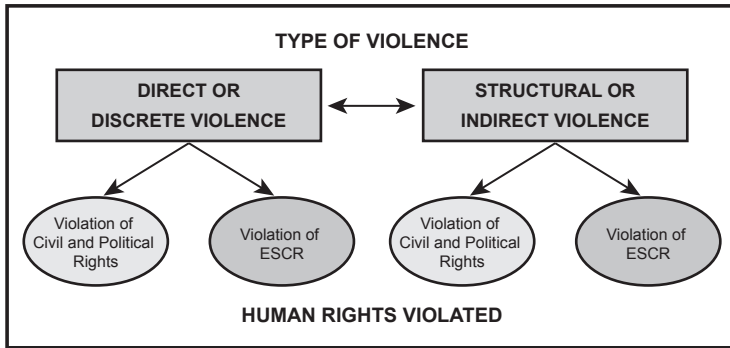 TYPE OF VIOLENCE
DIRECT OR
DISCRETE VIOLENCE
STRUCTURAL OR
INDIRECT VIOLENCE
Violation of
Civil and Political
Rights
Violation of
ESCR
Violation of
Civil and Political
Rights
Violation of
ESCR
HUMAN RIGHTS VIOLATED